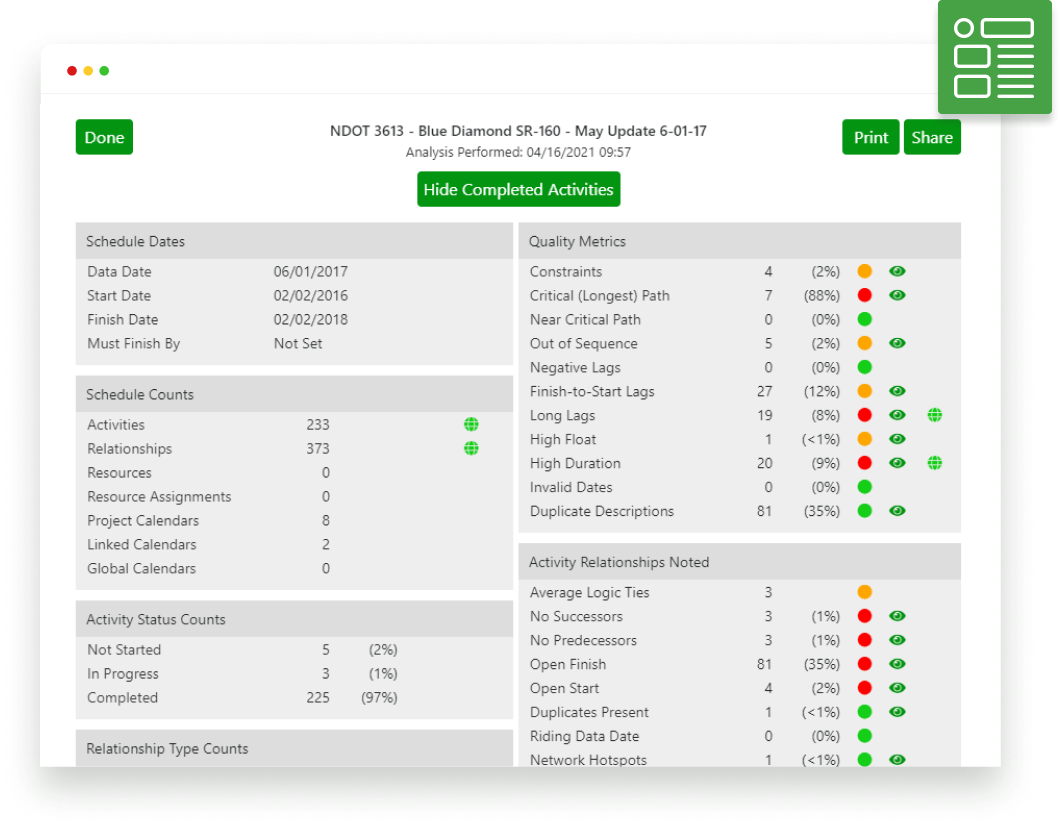 Done
NDOT 3613 - Blue Diamond SR-160 - May Update 6-01-17
Analysis Performed: 04/16/2021 09:57
Print
Share
Hide Completed Activities
Schedule Dates
Data Date 06/01/2017
Start Date 02/02/2016
Finish Date 02/02/2018
Must Finish By Not Set
Schedule Counts
Activities 233
Relationships 373
Resources 0
Resource Assignments 0
Project Calendars 8
Linked Calendars 2
Global Calendars 0
Activity Status Counts
Not Started 5 (2%)
In Progress 3 (1%)
Completed 225 (97%)
Relationship Type Counts
Quality Metrics
Constraints 4 (2%)
Critical (Longest) Path 7 (88%)
Near Critical Path 0 (0%)
Out of Sequence 5 (2%)
Negative Lags 0 (0%)
Finish-to-Start Lags 27 (12%)
Long Lags 19 (8%)
High Float 1 (<1%)
High Duration 20 (9%)
Invalid Dates 0 (0%)
Duplicate Descriptions 81 (35%)
Activity Relationships Noted
Average Logic Ties 3
No Successors 3 (1%)
No Predecessors 3 (1%)
Open Finish 81 (35%)
Open Start 4 (2%)
Duplicates Present 1 (<1%)
Riding Data Date 0 (0%)
Network Hotspots 1 (<1%)